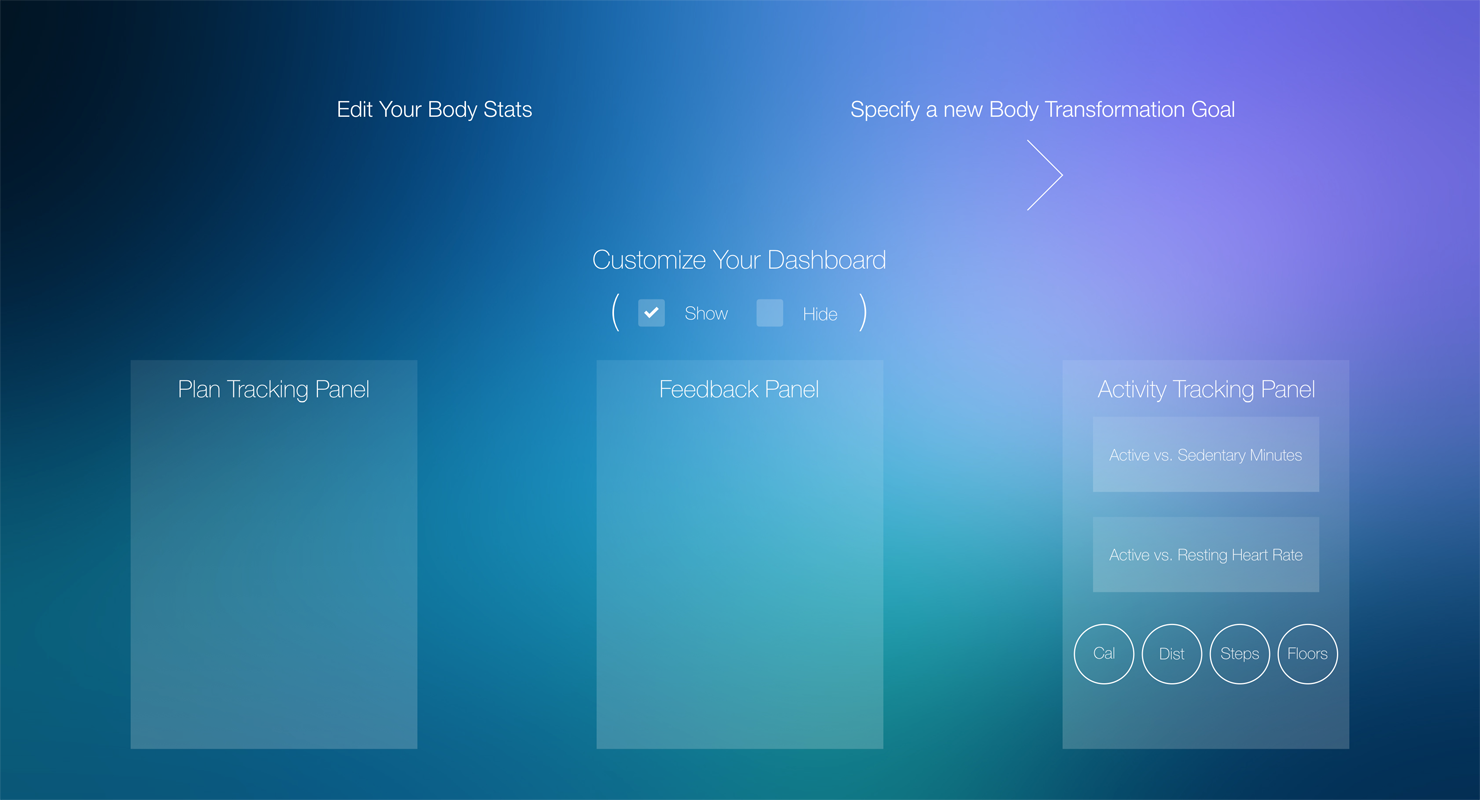 Edit Your Body Stats
Specify a new Body Transformation Goal
Customize Your Dashboard
( Show Hide )
Plan Tracking Panel
Feedback Panel
Activity Tracking Panel
Active vs. Sedentary Minutes
Active vs. Resting Heart Rate
Cal
Dist
Steps
Floors